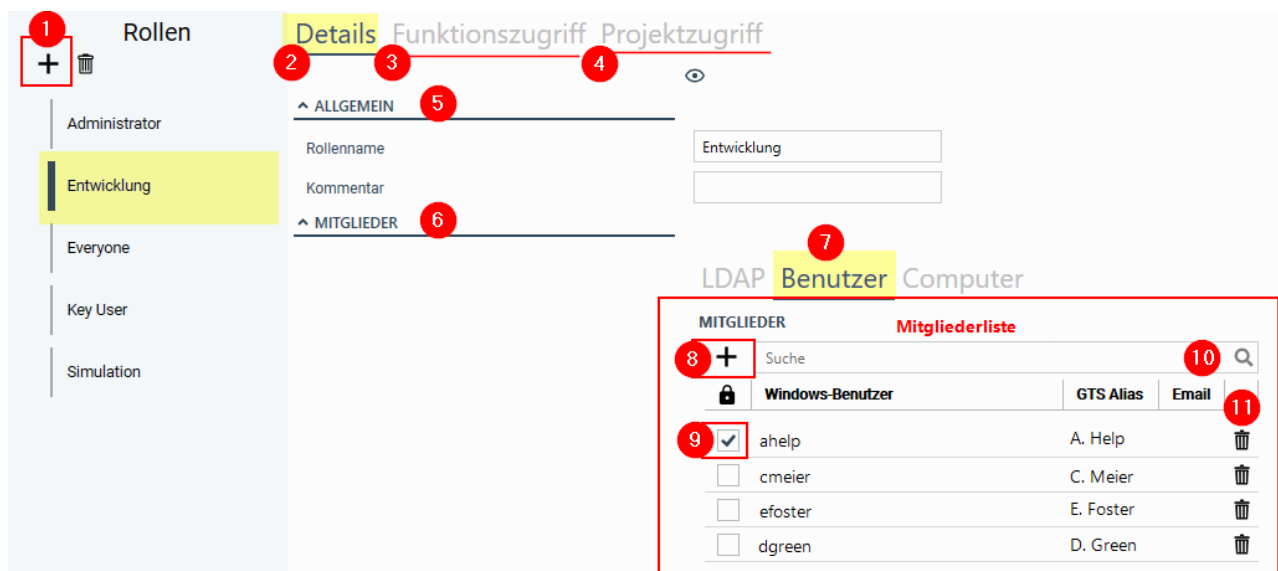 1
Rollen
Details Funktionszugriff Projektzugriff
2
3
4
ALLGEMEIN
5
Administrator
Rollenname
Entwicklung
Entwicklung
Kommentar
MITGLIEDER
6
Everyone
7
LDAP Benutzer Computer
Key User
MITGLIEDER
Mitgliederliste
8
Suche
10
Simulation
Windows-Benutzer
GTS Alias
Email
11
9
ahelp
A. Help
cmeier
C. Meier
efoster
E. Foster
dgreen
D. Green